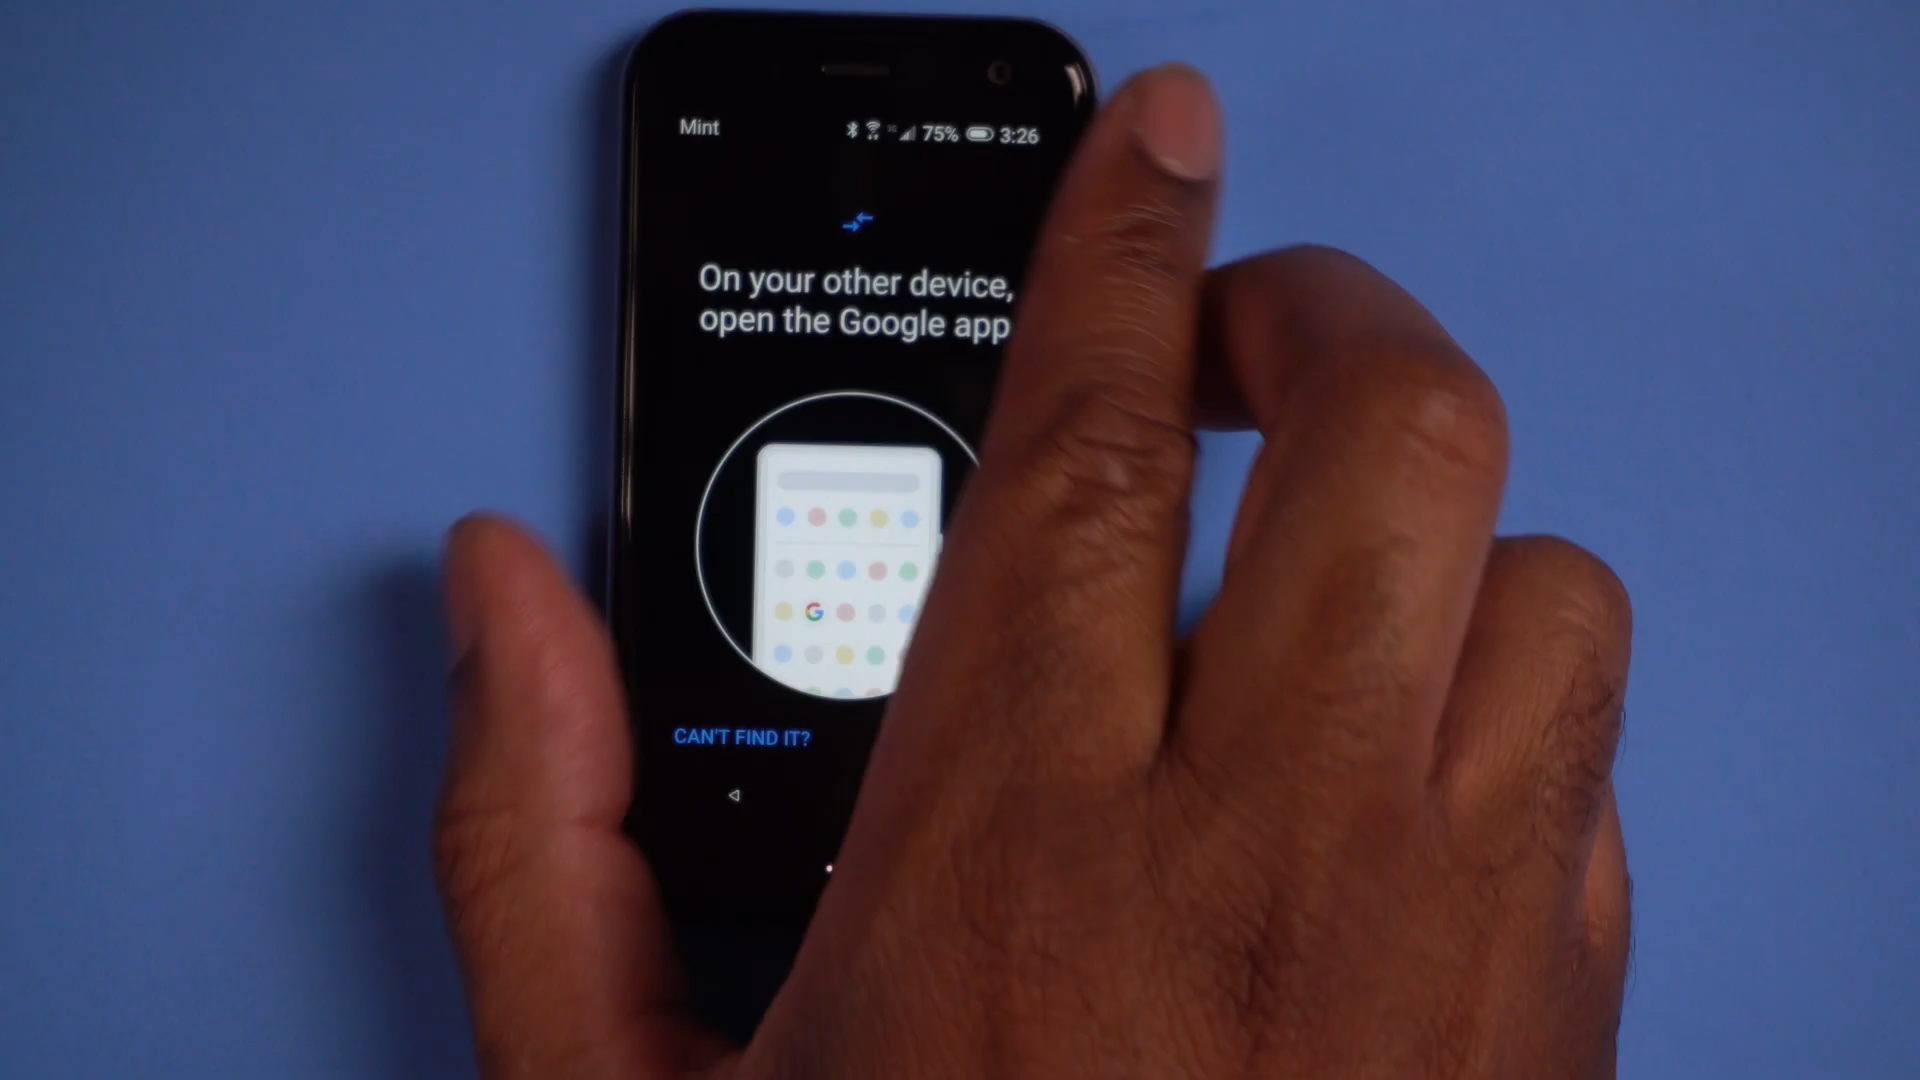 Mint 75% 3:26
On your other device,
open the Google app
G
CAN'T FIND IT?